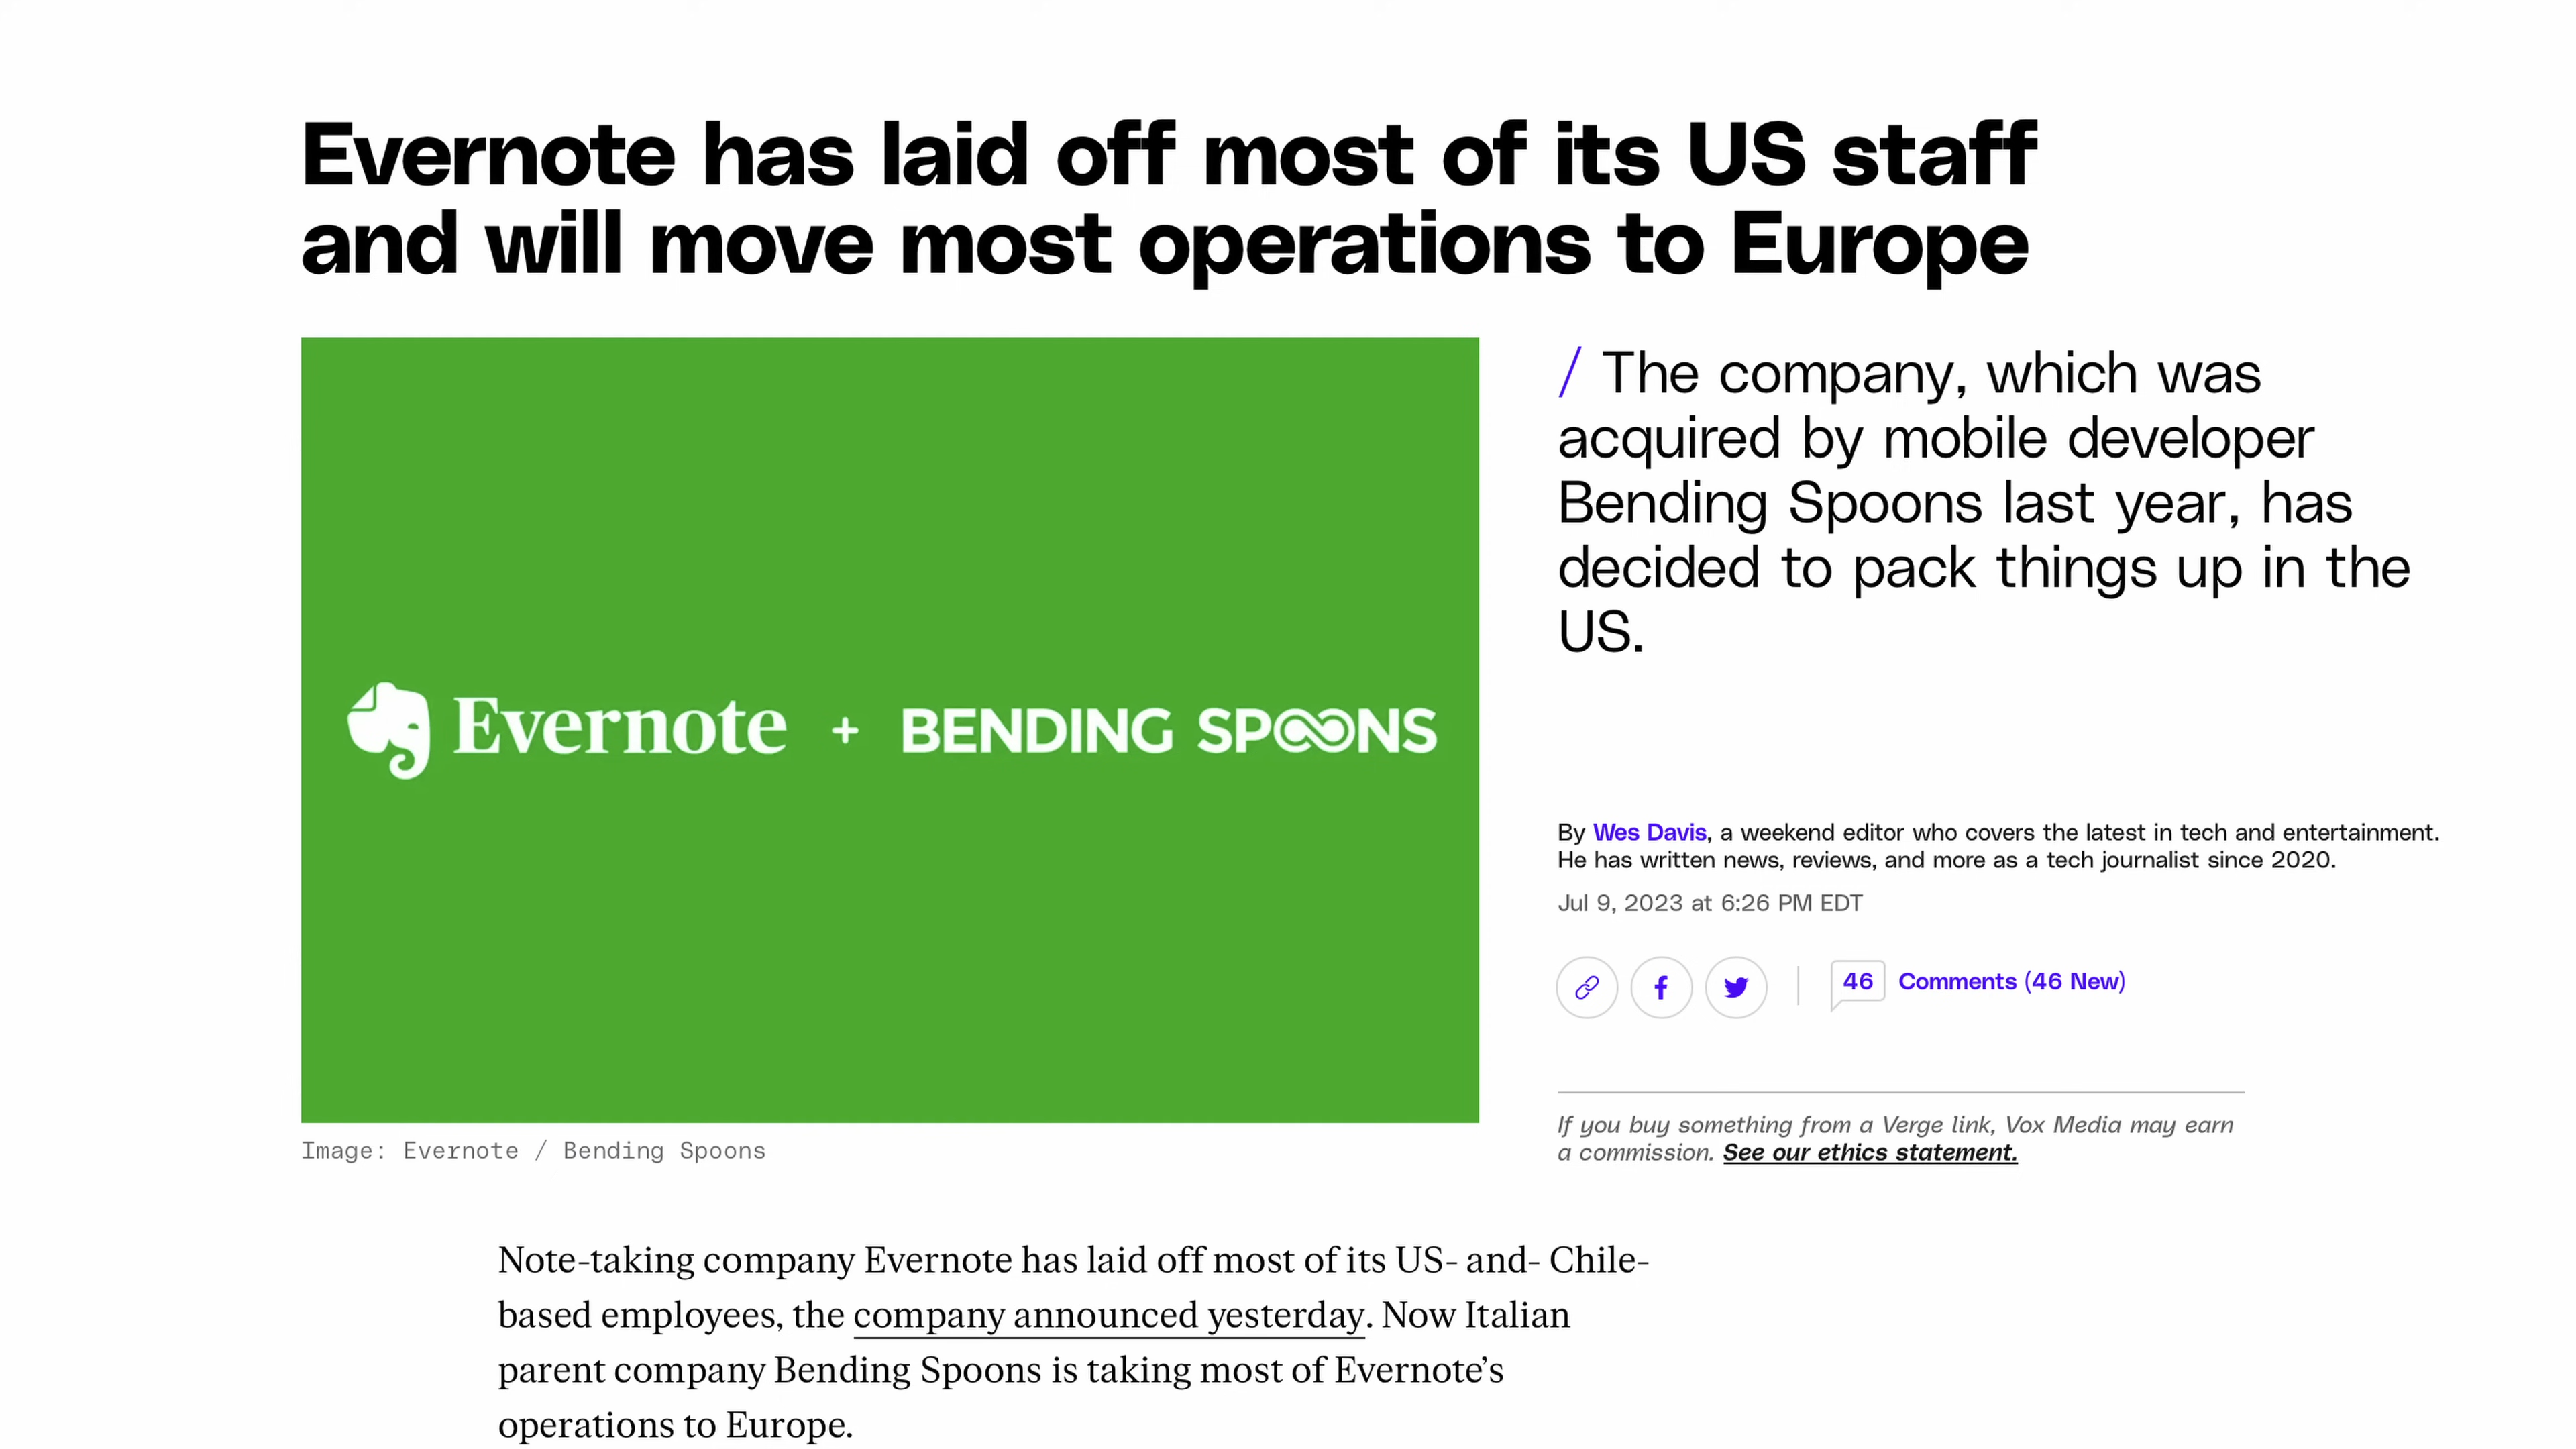 Evernote has laid off most of its US staff
and will move most operations to Europe
Evernote + BENDING SPOONS
Image: Evernote / Bending Spoons
/ The company, which was
acquired by mobile developer
Bending Spoons last year, has
decided to pack things up in the
US.
By Wes Davis, a weekend editor who covers the latest in tech and entertainment.
He has written news, reviews, and more as a tech journalist since 2020.
Jul 9, 2023 at 6:26 PM EDT
46 Comments (46 New)
If you buy something from a Verge link, Vox Media may earn
a commission. See our ethics statement.
Note-taking company Evernote has laid off most of its US- and- Chile-
based employees, the company announced yesterday. Now Italian
parent company Bending Spoons is taking most of Evernote’s
operations to Europe.